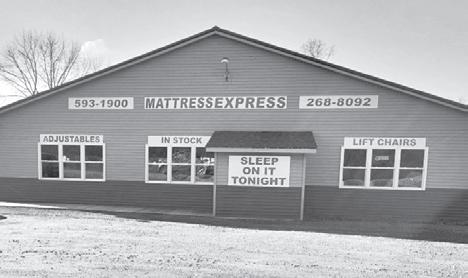 593-1900 MATTRESSEXPRESS 268-8092
ADJUSTABLES IN STOCK LIFT CHAIRS
SLEEP
ON IT
TONIGHT